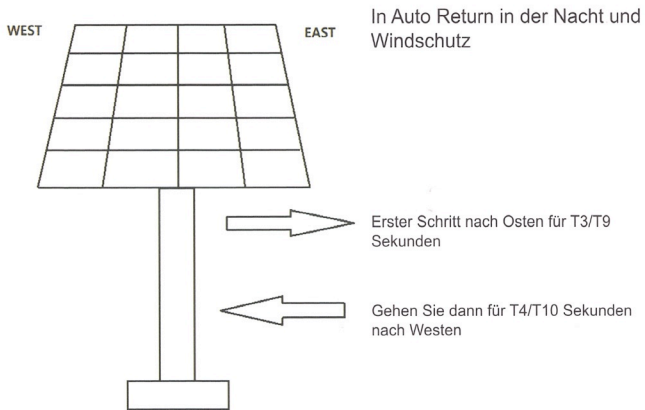 WEST
EAST
In Auto Return in der Nacht und
Windschutz
Erster Schritt nach Osten für T3/T9
Sekunden
Gehen Sie dann für T4/T10 Sekunden
nach Westen